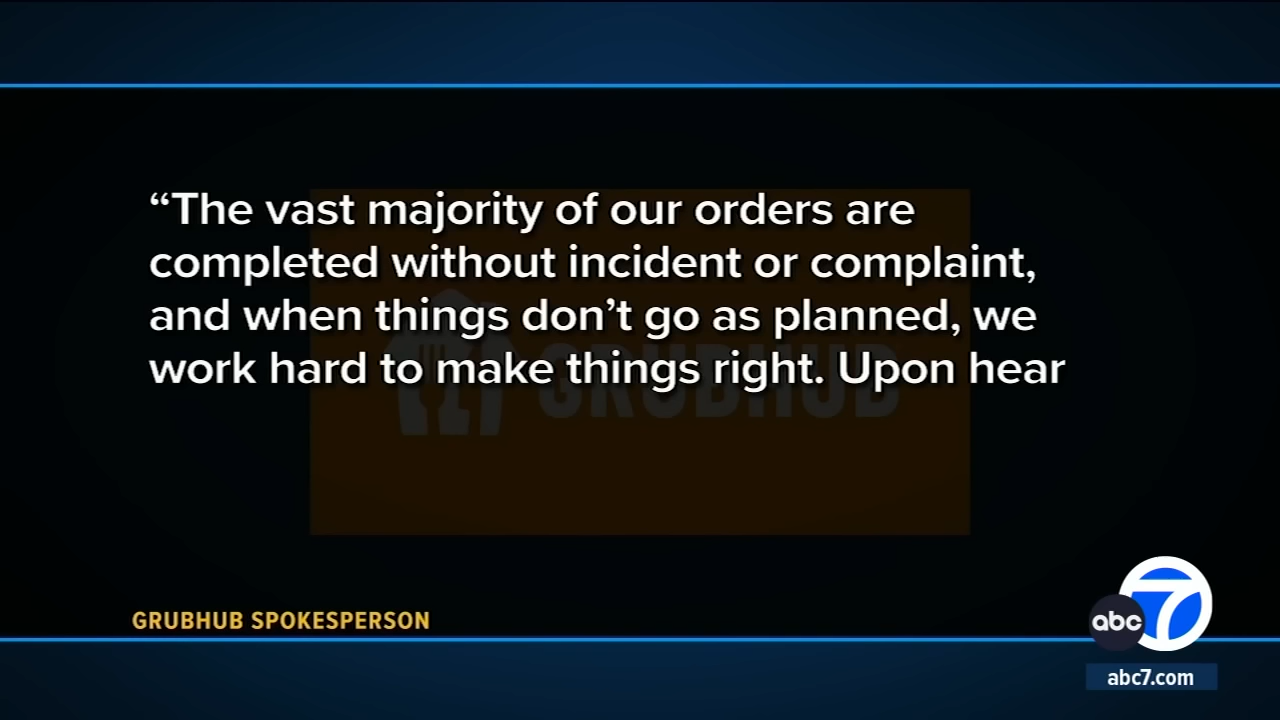 “The vast majority of our orders are
completed without incident or complaint,
and when things don’t go as planned, we
work hard to make things right. Upon hear
GRUBHUB
GRUBHUB SPOKESPERSON
abc 7
abc7.com